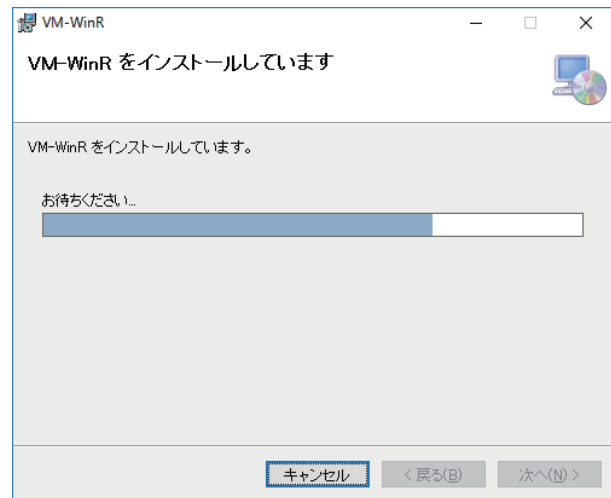 VM-WinR
VM-WinR をインストールしています
VM-WinR をインストールしています。
お待ちください...
キャンセル
< 戻る(B)
次へ(N) >